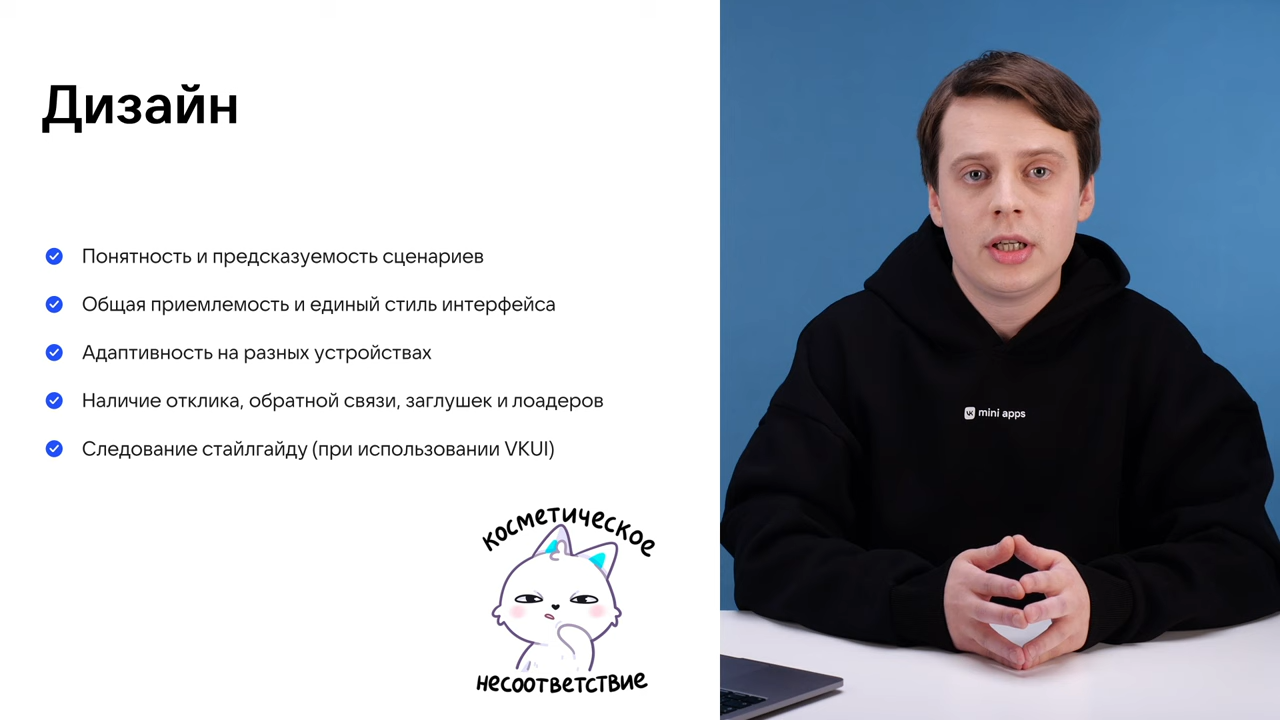 Дизайн
Понятность и предсказуемость сценариев
Общая приемлемость и единый стиль интерфейса
Адаптивность на разных устройствах
Наличие отклика, обратной связи, заглушек и лоадеров
Следование стайлгайду (при использовании VKUI)
косметическое
несоответствие
mini apps